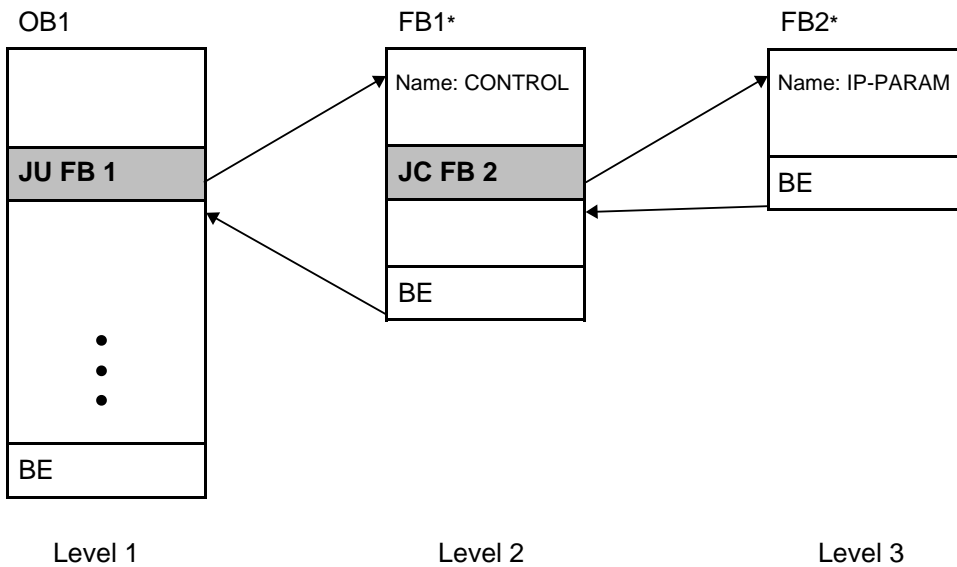 OB1
FB1*
FB2*
Name: CONTROL
Name: IP-PARAM
JU FB 1
JC FB 2
BE
BE
BE
Level 1
Level 2
Level 3